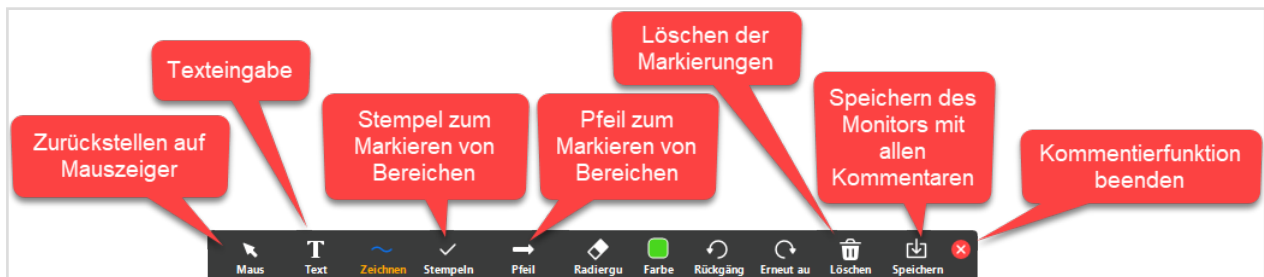 Zurückstellen auf
Mauszeiger
Texteingabe
Stempel zum
Markieren von
Bereichen
Pfeil zum
Markieren von
Bereichen
Löschen der
Markierungen
Speichern des
Monitors mit
allen
Kommentaren
Kommentierfunktion
beenden
Maus
T
Text
Zeichnen
Stempeln
Pfeil
Radiergu
Farbe
Rückgäng
Erneut au
Löschen
Speichern